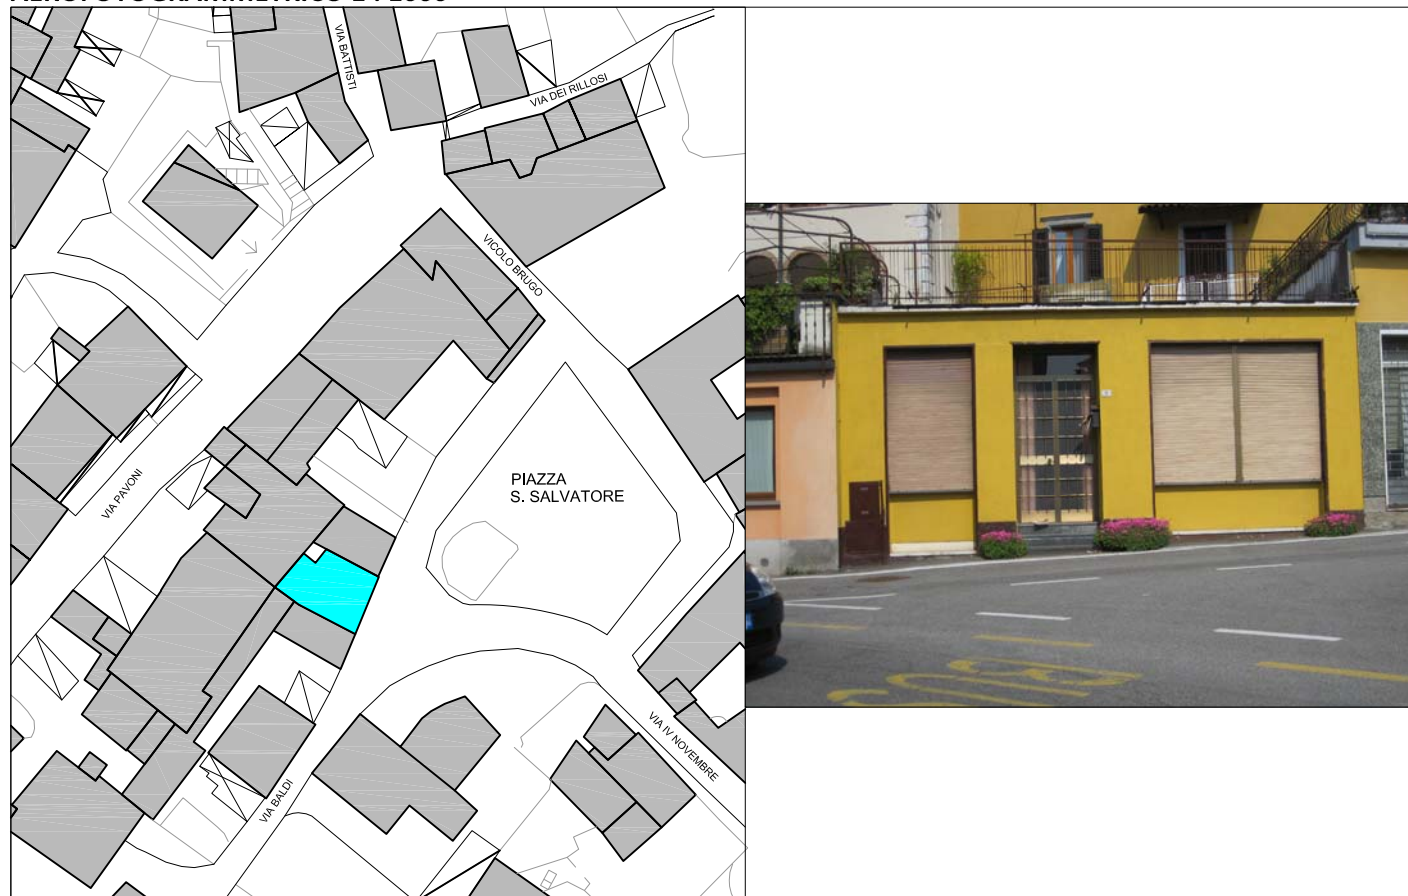 VIA BATTISTI
VIA DEI RILLOSI
VICOLO BRUGO
PIAZZA
S. SALVATORE
VIA PAVONI
VIA IV NOVEMBRE
VIA BALDI